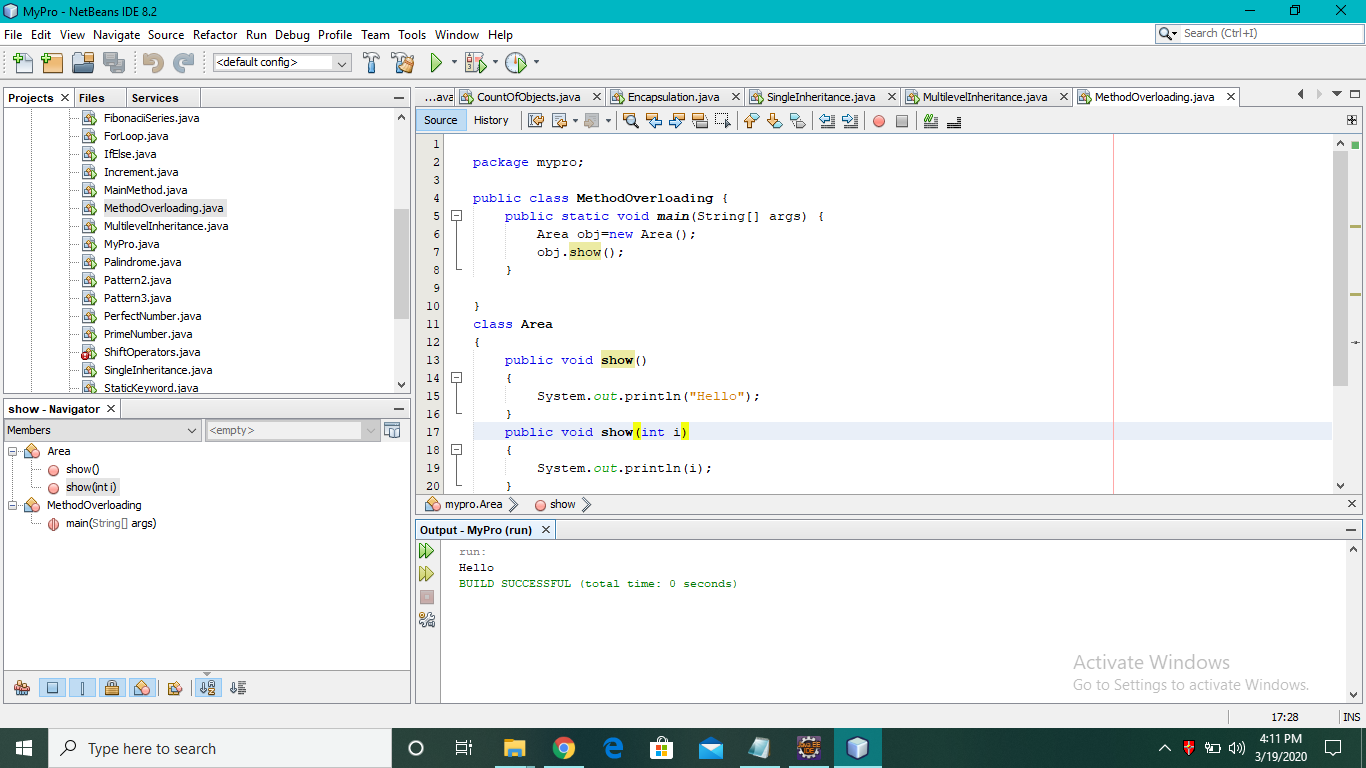 MyPro - NetBeans IDE 8.2
File Edit View Navigate Source Refactor Run Debug Profile Team Tools Window Help
Search (Ctrl+I)
<default config>
Projects Files Services
FibonaciiSeries.java
ForLoop.java
IfElse.java
Increment.java
MainMethod.java
MethodOverloading.java
MultilevelInheritance.java
MyPro.java
Palindrome.java
Pattern2.java
Pattern3.java
PerfectNumber.java
PrimeNumber.java
ShiftOperators.java
SingleInheritance.java
StaticKeyword.java
show - Navigator
Members <empty>
Area
show()
show(int i)
MethodOverloading
main(String[] args)
...ava CountOfObjects.java Encapsulation.java SingleInheritance.java MultilevelInheritance.java MethodOverloading.java
Source History
1
2 package mypro;
3
4 public class MethodOverloading {
5 public static void main(String[] args) {
6 Area obj=new Area();
7 obj.show();
8 }
9
10 }
11 class Area
12 {
13 public void show()
14 {
15 System.out.println("Hello");
16 }
17 public void show(int i)
18 {
19 System.out.println(i);
20 }
mypro.Area show
Output - MyPro (run)
run:
Hello
BUILD SUCCESSFUL (total time: 0 seconds)
Activate Windows
Go to Settings to activate Windows.
17:28 INS
Type here to search
4:11 PM
3/19/2020